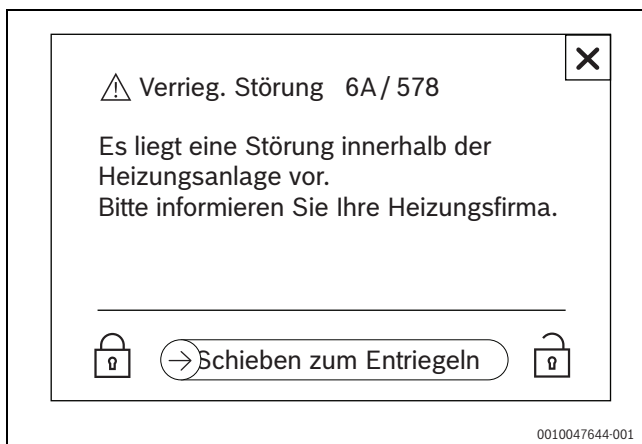 Verrieg. Störung 6A/578
Es liegt eine Störung innerhalb der
Heizungsanlage vor.
Bitte informieren Sie Ihre Heizungsfirma.
Schieben zum Entriegeln
0010047644-001